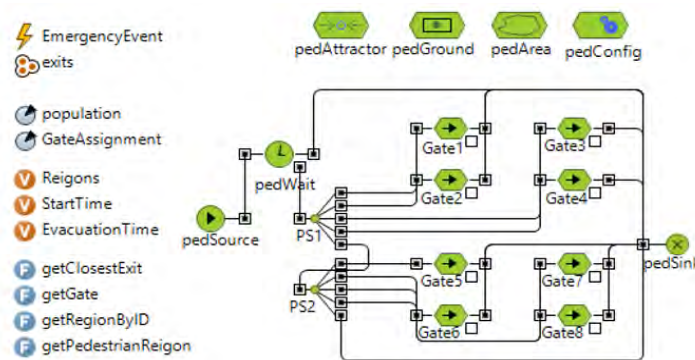 EmergencyEvent
exits
population
GateAssignment
Reigons
StartTime
EvacuationTime
getClosestExit
getGate
getRegionByID
getPedestrianReigon
pedAttractor pedGround pedArea pedConfig
pedSource
pedWait
PS1
PS2
Gate1
Gate2
Gate3
Gate4
Gate5
Gate6
Gate7
Gate8
pedSink
V
V
V
F
F
F
F